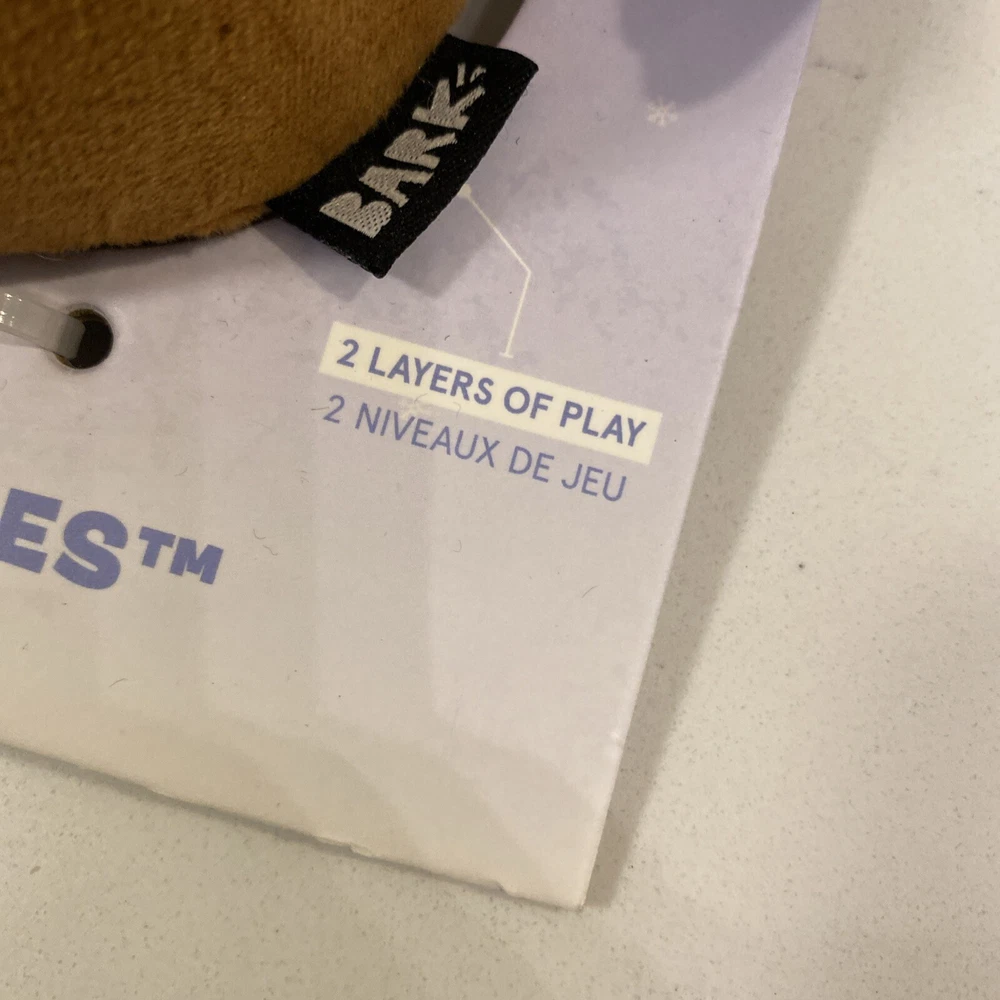 BARK
2 LAYERS OF PLAY
2 NIVEAUX DE JEU
ES™